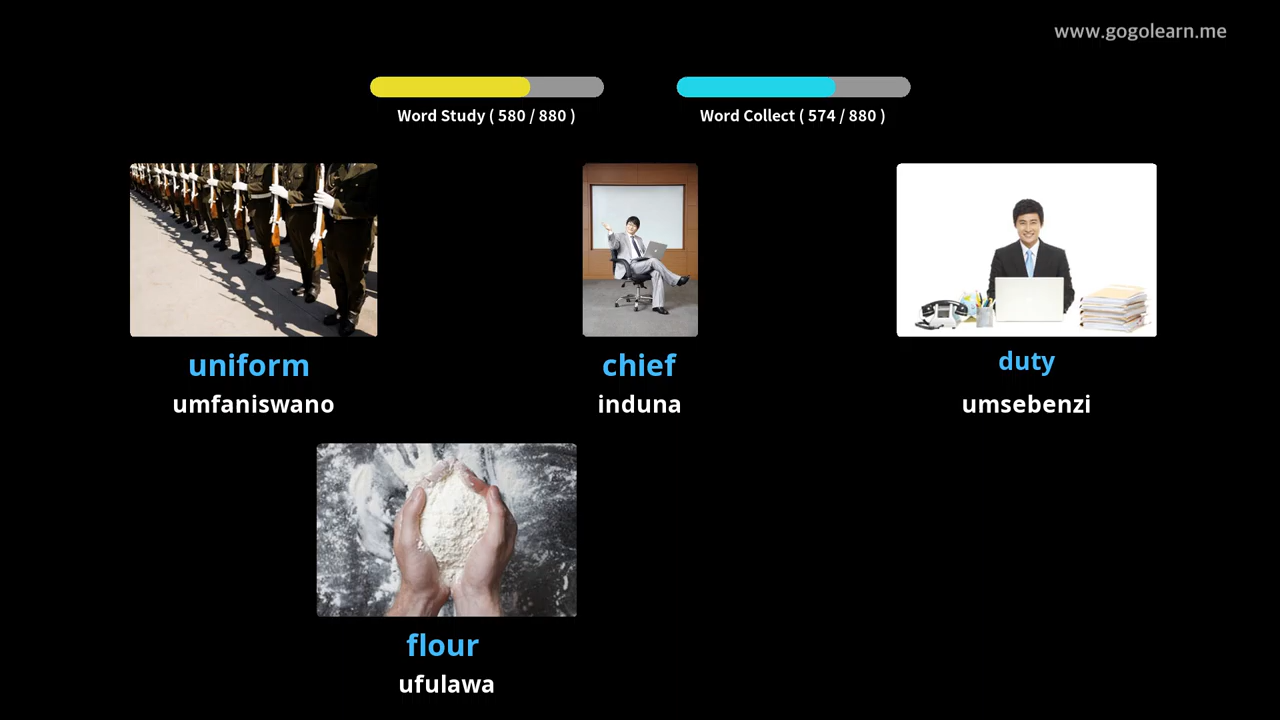 www.gogolearn.me
Word Study ( 580 / 880 )
Word Collect ( 574 / 880 )
uniform
umfaniswano
chief
induna
duty
umsebenzi
flour
ufulawa